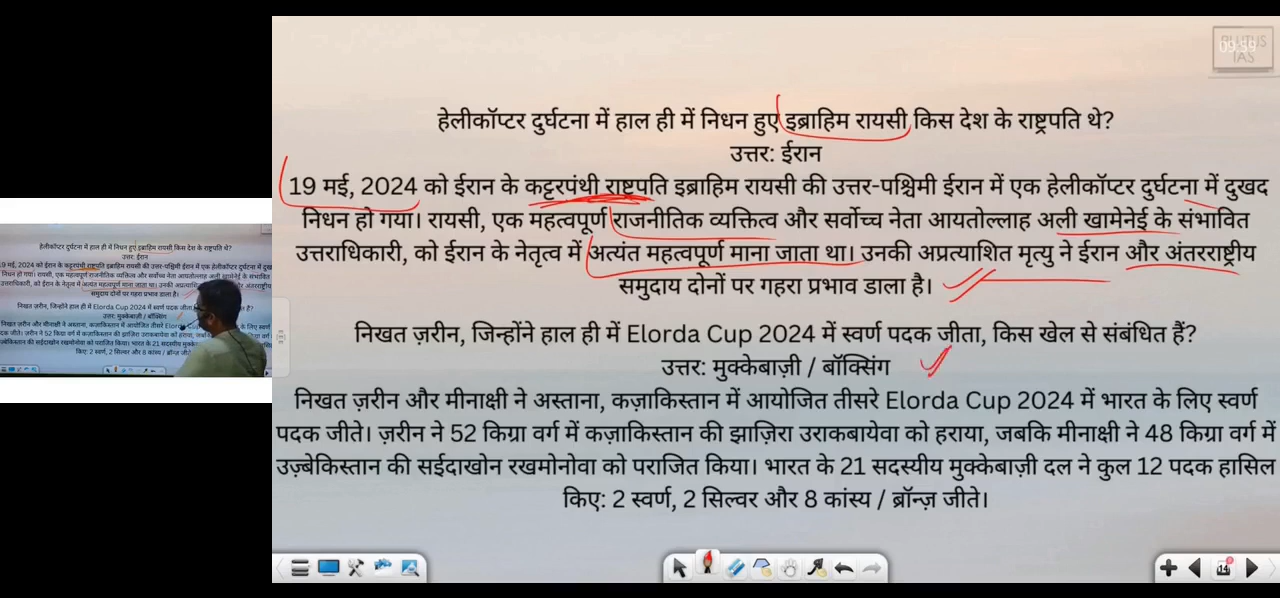 PLUTUS
IAS
09:59
हेलीकॉप्टर दुर्घटना में हाल ही में निधन हुए इब्राहिम रायसी किस देश के राष्ट्रपति थे?
उत्तर: ईरान
19 मई, 2024 को ईरान के कट्टरपंथी राष्ट्रपति इब्राहिम रायसी की उत्तर-पश्चिमी ईरान में एक हेलीकॉप्टर दुर्घटना में दुखद
निधन हो गया। रायसी, एक महत्वपूर्ण राजनीतिक व्यक्तित्व और सर्वोच्च नेता आयतोल्लाह अली खामेनेई के संभावित
उत्तराधिकारी, को ईरान के नेतृत्व में अत्यंत महत्वपूर्ण माना जाता था। उनकी अप्रत्याशित मृत्यु ने ईरान और अंतरराष्ट्रीय
समुदाय दोनों पर गहरा प्रभाव डाला है।
निखत ज़रीन, जिन्होंने हाल ही में Elorda Cup 2024 में स्वर्ण पदक जीता, किस खेल से संबंधित हैं?
उत्तर: मुक्केबाज़ी / बॉक्सिंग
निखत ज़रीन और मीनाक्षी ने अस्ताना, कज़ाकिस्तान में आयोजित तीसरे Elorda Cup 2024 में भारत के लिए स्वर्ण
पदक जीते। ज़रीन ने 52 किग्रा वर्ग में कज़ाकिस्तान की झाज़िरा उराकबायेवा को हराया, जबकि मीनाक्षी ने 48 किग्रा वर्ग में
उज़्बेकिस्तान की सईदाखोन रखमोनोवा को पराजित किया। भारत के 21 सदस्यीय मुक्केबाज़ी दल ने कुल 12 पदक हासिल
किए: 2 स्वर्ण, 2 सिल्वर और 8 कांस्य / ब्रॉन्ज़ जीते।
14